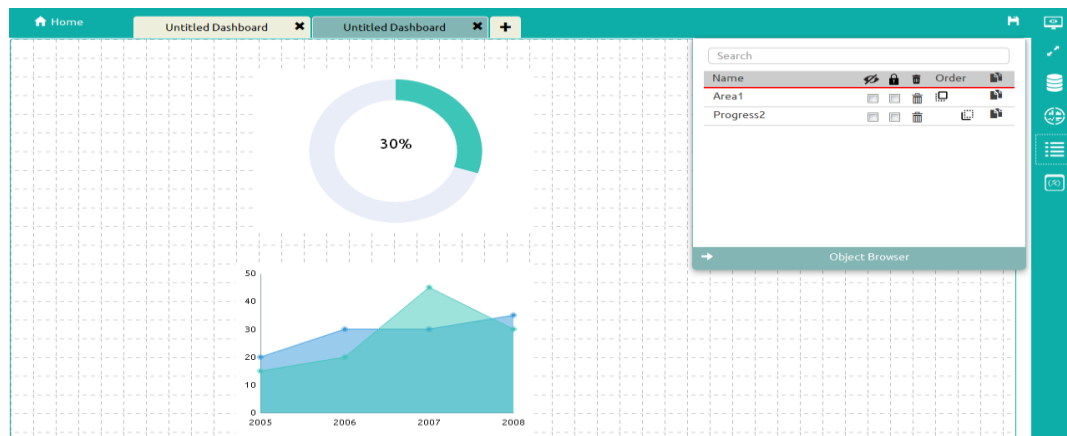 Home
Untitled Dashboard
Untitled Dashboard
Search
Name Order
Area1
Progress2
30%
Object Browser
50
40
30
20
10
0
2005 2006 2007 2008